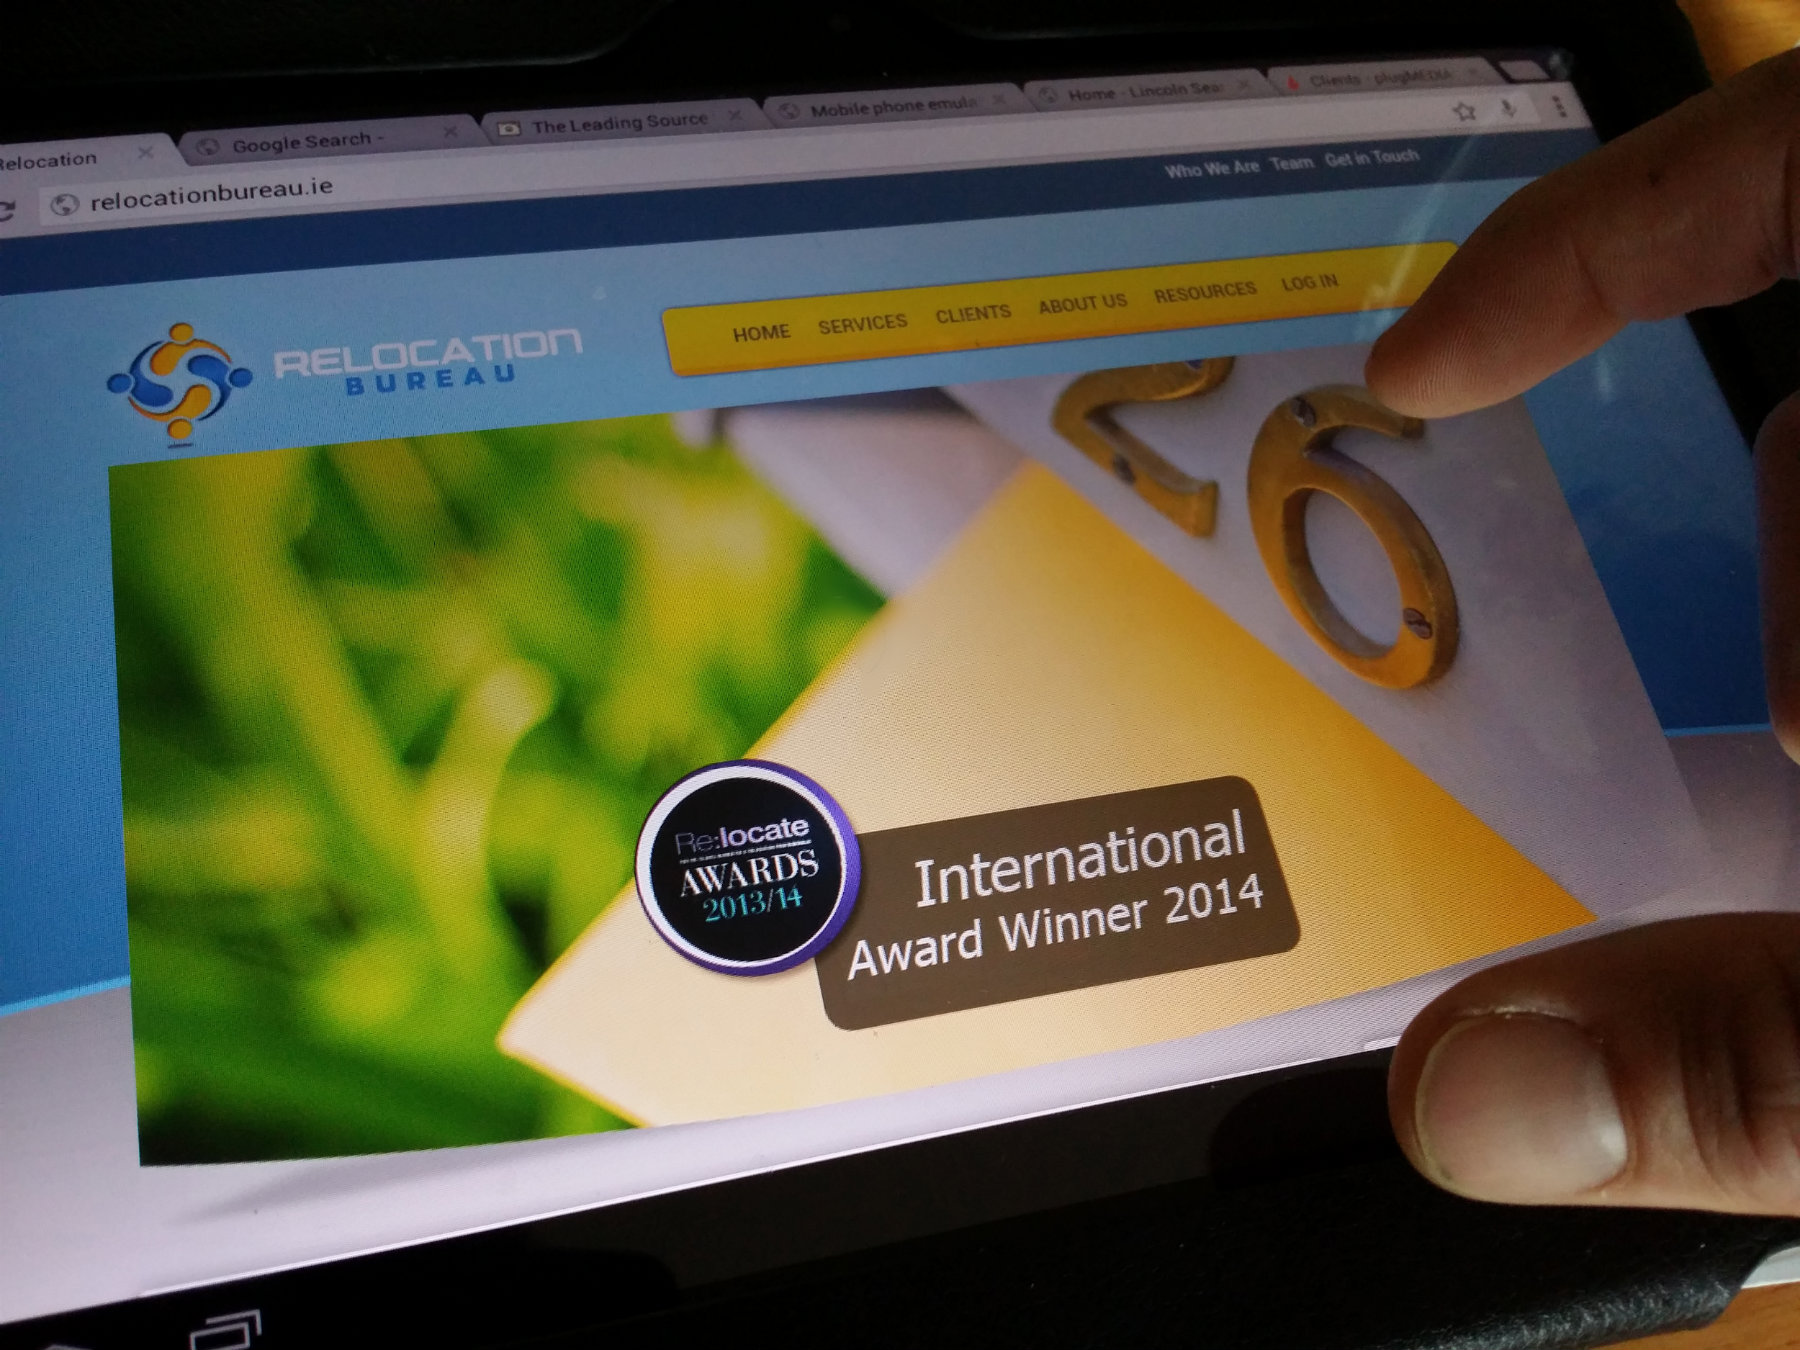 Relocation
Google Search -
The Leading Source
Mobile phone emula
Home - Lincoln Sear
Clients - plugMEDIA
relocationbureau.ie
Who We Are Team Get in Touch
RELOCATION
BUREAU
HOME SERVICES CLIENTS ABOUT US RESOURCES LOG IN
26
Re:locate
AWARDS
2013/14
International
Award Winner 2014